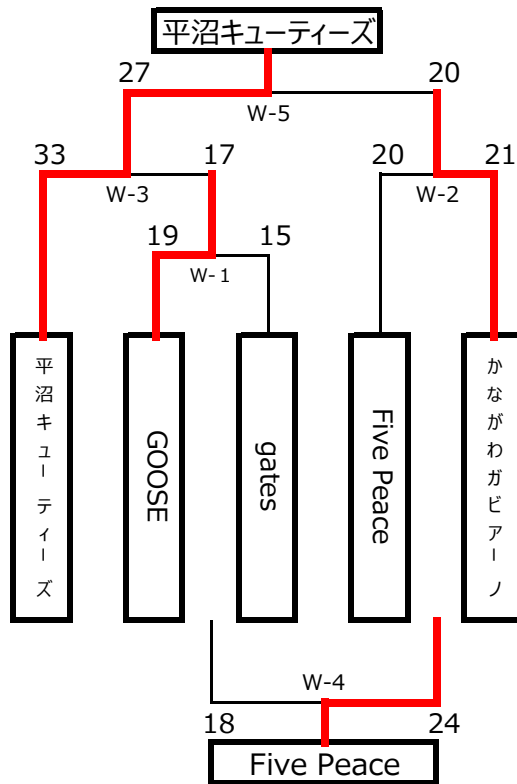 平沼キューティーズ
27
20
W-5
33
17
20
21
W-3
W-2
19
15
W-1
平沼キューティーズ
GOOSE
gates
Five Peace
かながわガビアーノ
W-4
18
24
Five Peace